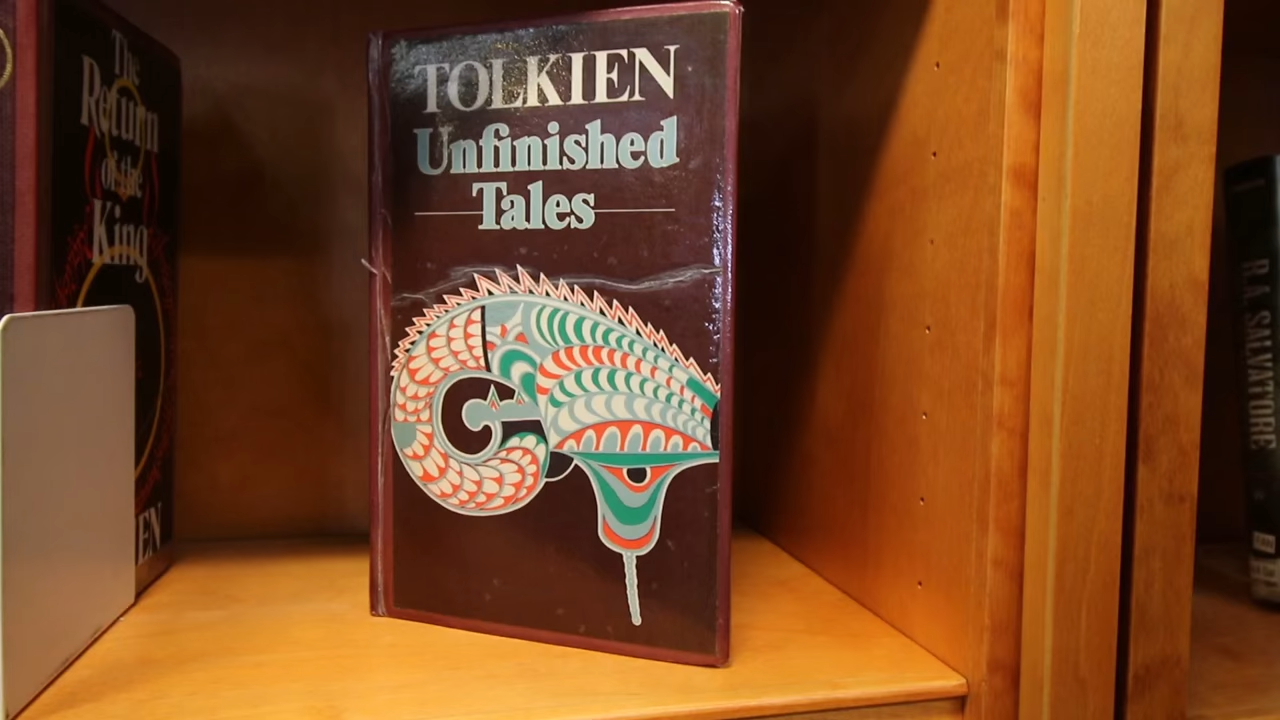 The
Return
of the
King
EN
TOLKIEN
Unfinished
Tales
R.A. SALVATORE